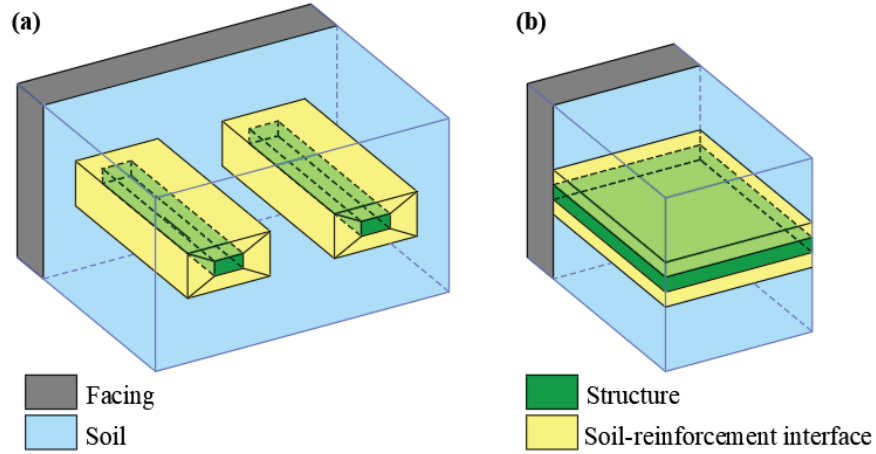 (a)
(b)
Facing
Soil
Structure
Soil-reinforcement interface